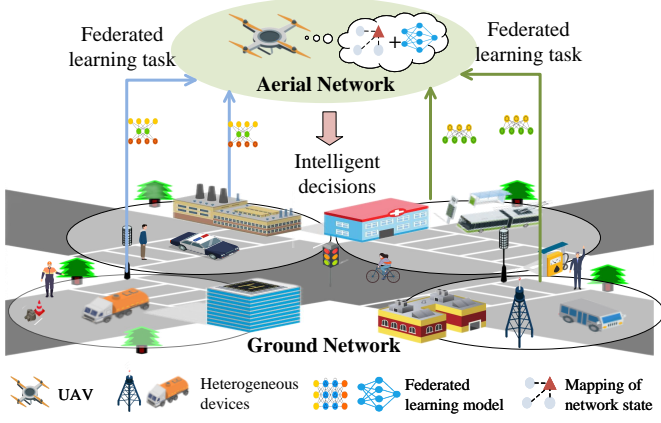 Federated
learning task
Federated
learning task
Aerial Network
Intelligent
decisions
Ground Network
UAV
Heterogeneous
devices
Federated
learning model
Mapping of
network state